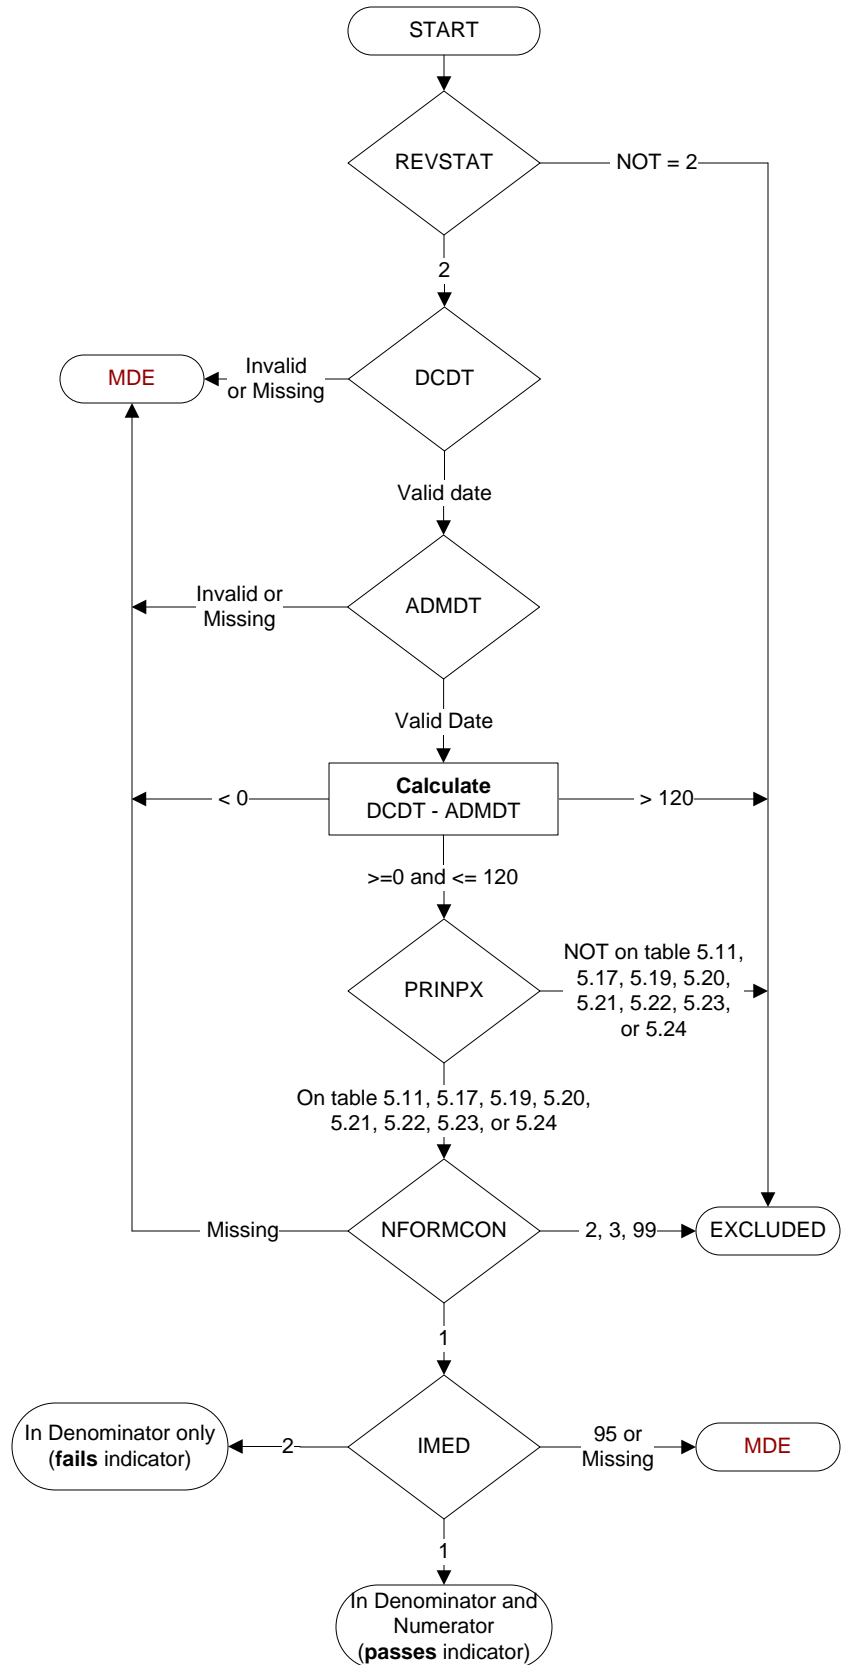 START
REVSTAT
NOT = 2
2
DCDT
Invalid
or Missing
MDE
Valid date
ADMDT
Invalid or
Missing
Valid Date
Calculate
DCDT - ADMDT
< 0
> 120
>=0 and <= 120
PRINPX
NOT on table 5.11,
5.17, 5.19, 5.20,
5.21, 5.22, 5.23,
or 5.24
On table 5.11, 5.17, 5.19, 5.20,
5.21, 5.22, 5.23, or 5.24
Missing
NFORMCON
2, 3, 99
EXCLUDED
1
In Denominator only
(fails indicator)
2
IMED
95 or
Missing
MDE
1
In Denominator and
Numerator
(passes indicator)